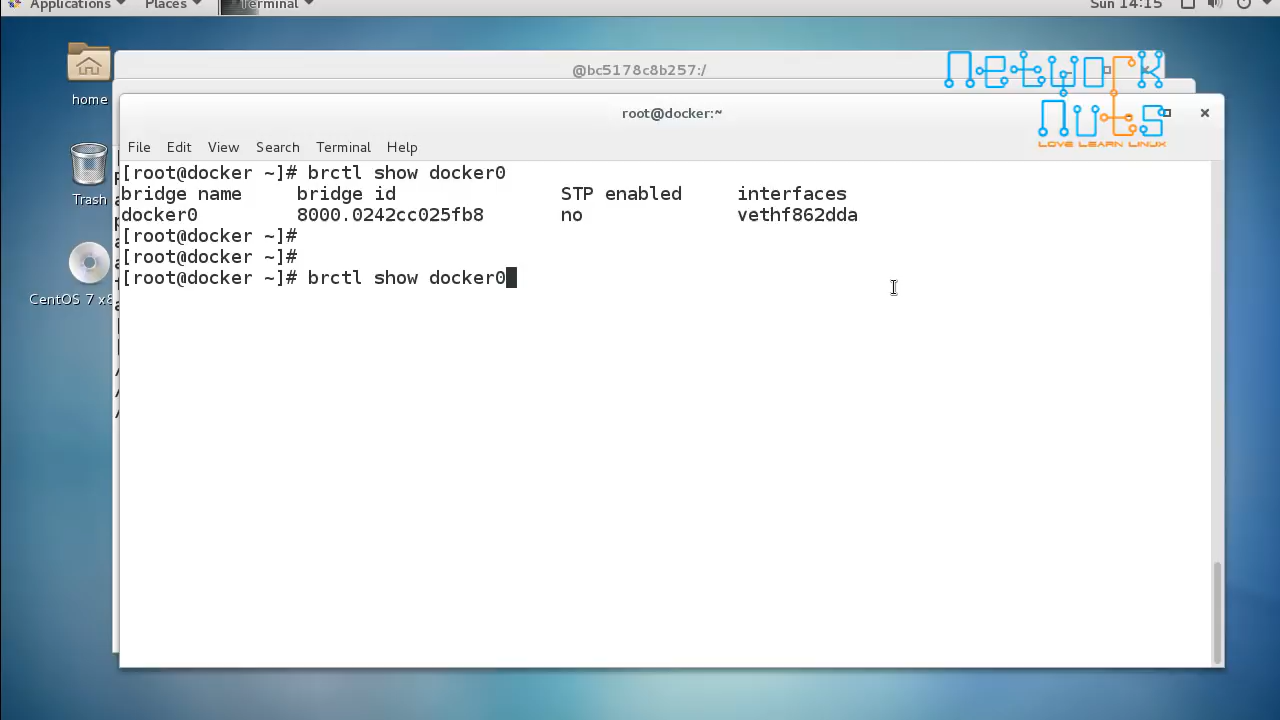 Applications Places Terminal Sun 14:15
@bc5178c8b257:/
Network
Nuts
LOVE LEARN LINUX
home
root@docker:~
File Edit View Search Terminal Help
Trash
CentOS 7 x8
[root@docker ~]# brctl show docker0
bridge name bridge id STP enabled interfaces
docker0 8000.0242cc025fb8 no vethf862dda
[root@docker ~]#
[root@docker ~]#
[root@docker ~]# brctl show docker0